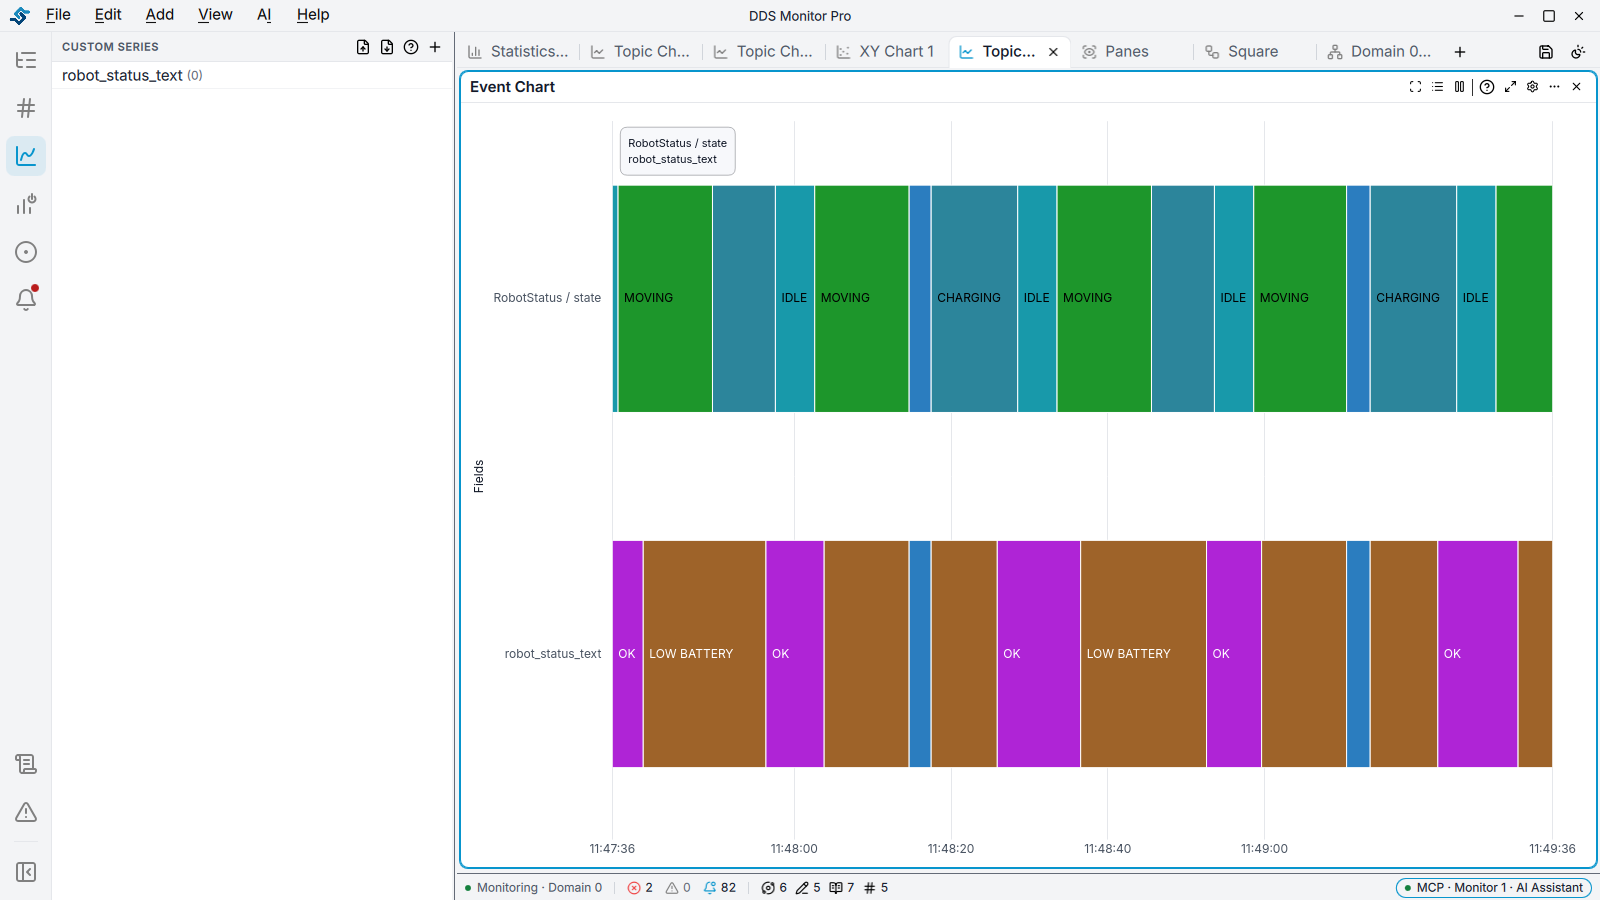 File Edit Add View AI Help
DDS Monitor Pro
CUSTOM SERIES
robot_status_text (0)
Statistics... Topic Ch... Topic Ch... XY Chart 1 Topic... Panes Square Domain 0...
Event Chart
RobotStatus / state
robot_status_text
RobotStatus / state
MOVING IDLE MOVING CHARGING IDLE MOVING IDLE MOVING CHARGING IDLE
Fields
robot_status_text
OK LOW BATTERY OK OK LOW BATTERY OK OK
11:47:36 11:48:00 11:48:20 11:48:40 11:49:00 11:49:36
Monitoring · Domain 0 2 0 82 6 5 7 5
MCP · Monitor 1 · AI Assistant